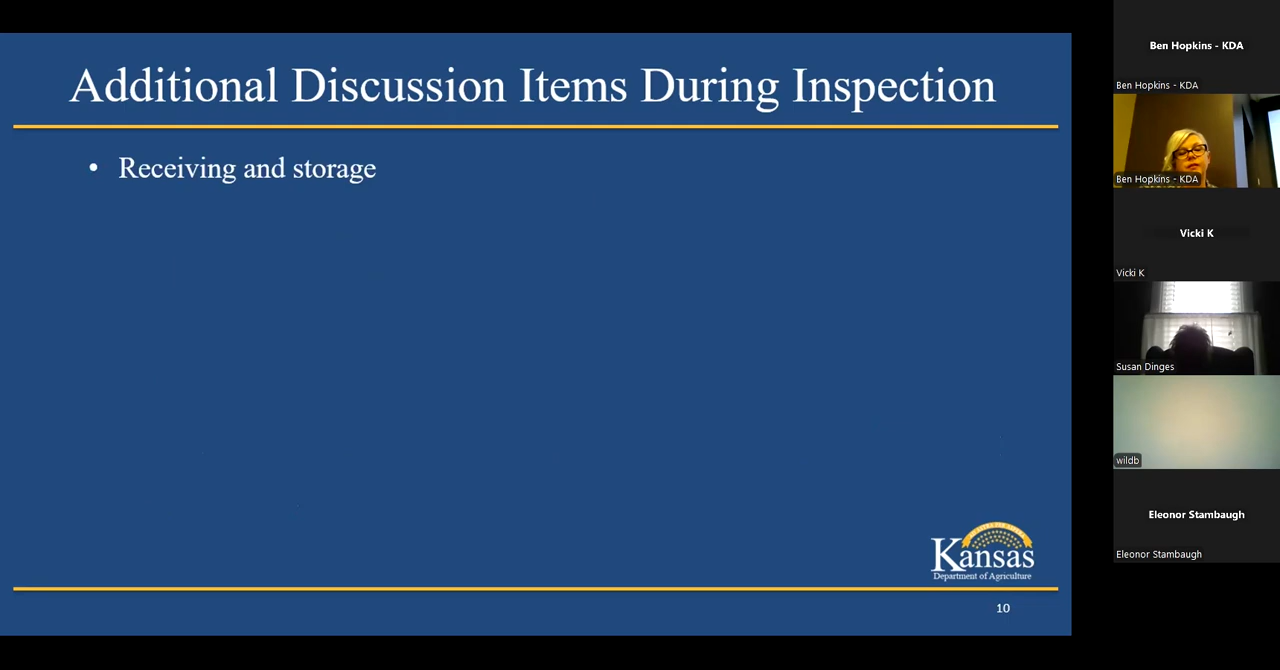 Additional Discussion Items During Inspection
• Receiving and storage
Kansas
Department of Agriculture
10
Ben Hopkins - KDA
Ben Hopkins - KDA
Ben Hopkins - KDA
Vicki K
Vicki K
Susan Dinges
wildb
Eleonor Stambaugh
Eleonor Stambaugh